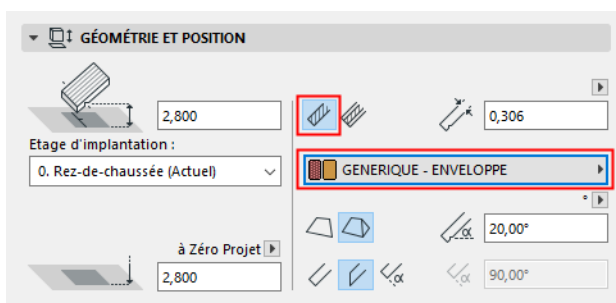 GÉOMÉTRIE ET POSITION
2,800
0,306
Etage d'implantation :
0. Rez-de-chaussée (Actuel)
GENERIQUE - ENVELOPPE
°
α
20,00°
à Zéro Projet
2,800
α
α
90,00°